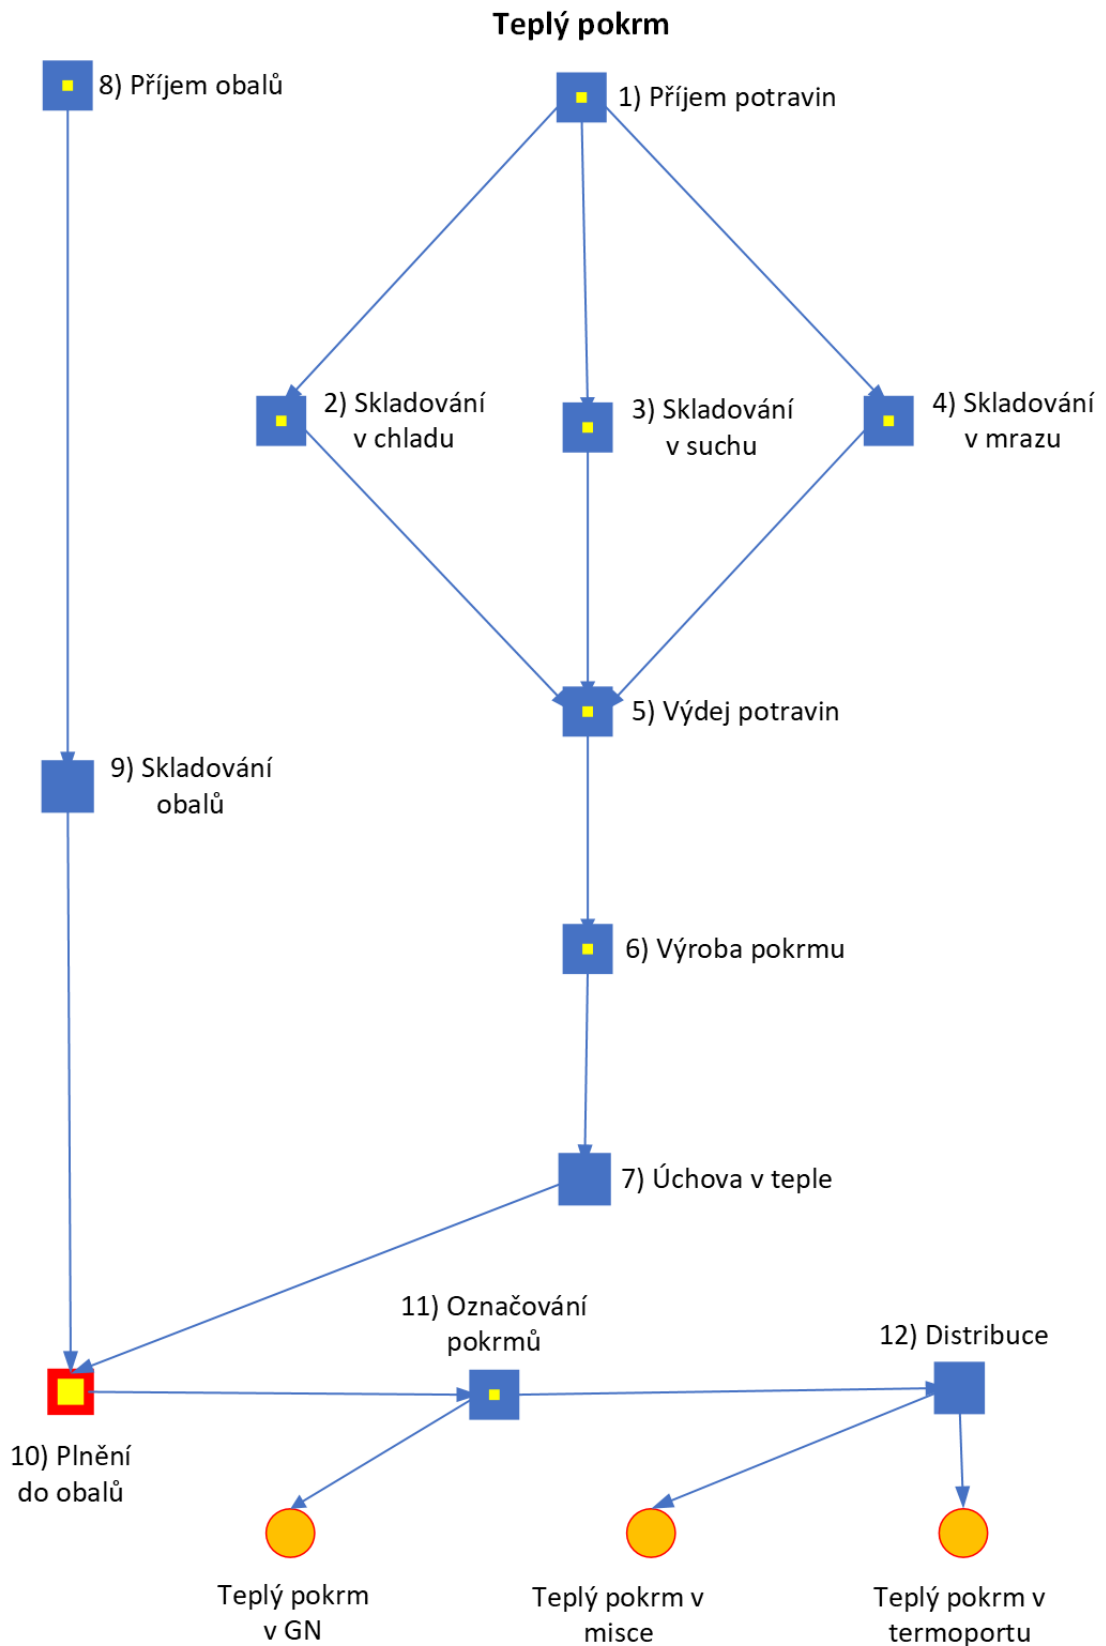 Teplý pokrm
8) Příjem obalů
1) Příjem potravin
2) Skladování
v chladu
3) Skladování
v suchu
4) Skladování
v mrazu
5) Výdej potravin
9) Skladování
obalů
6) Výroba pokrmu
7) Úchova v teple
11) Označování
pokrmů
12) Distribuce
10) Plnění
do obalů
Teplý pokrm
v GN
Teplý pokrm v
misce
Teplý pokrm v
termoportu